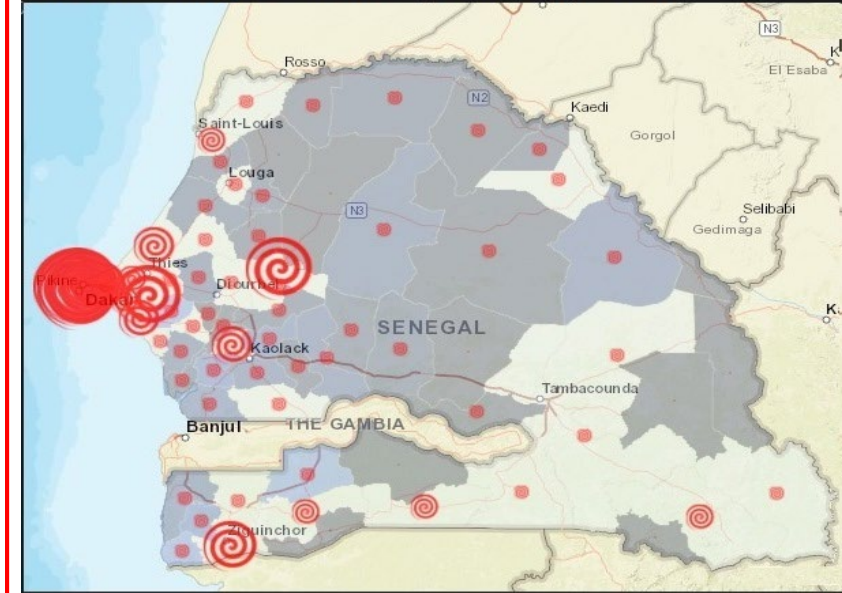 N3
El Esaba
Rosso
N2
Kaedi
Saint-Louis
Gorgol
Louga
Selibabi
N3
Gedimaga
Thies
Pikine
Diourbel
Dakar
SENEGAL
Kaolack
Tambacounda
Banjul
THE GAMBIA
Ziguinchor